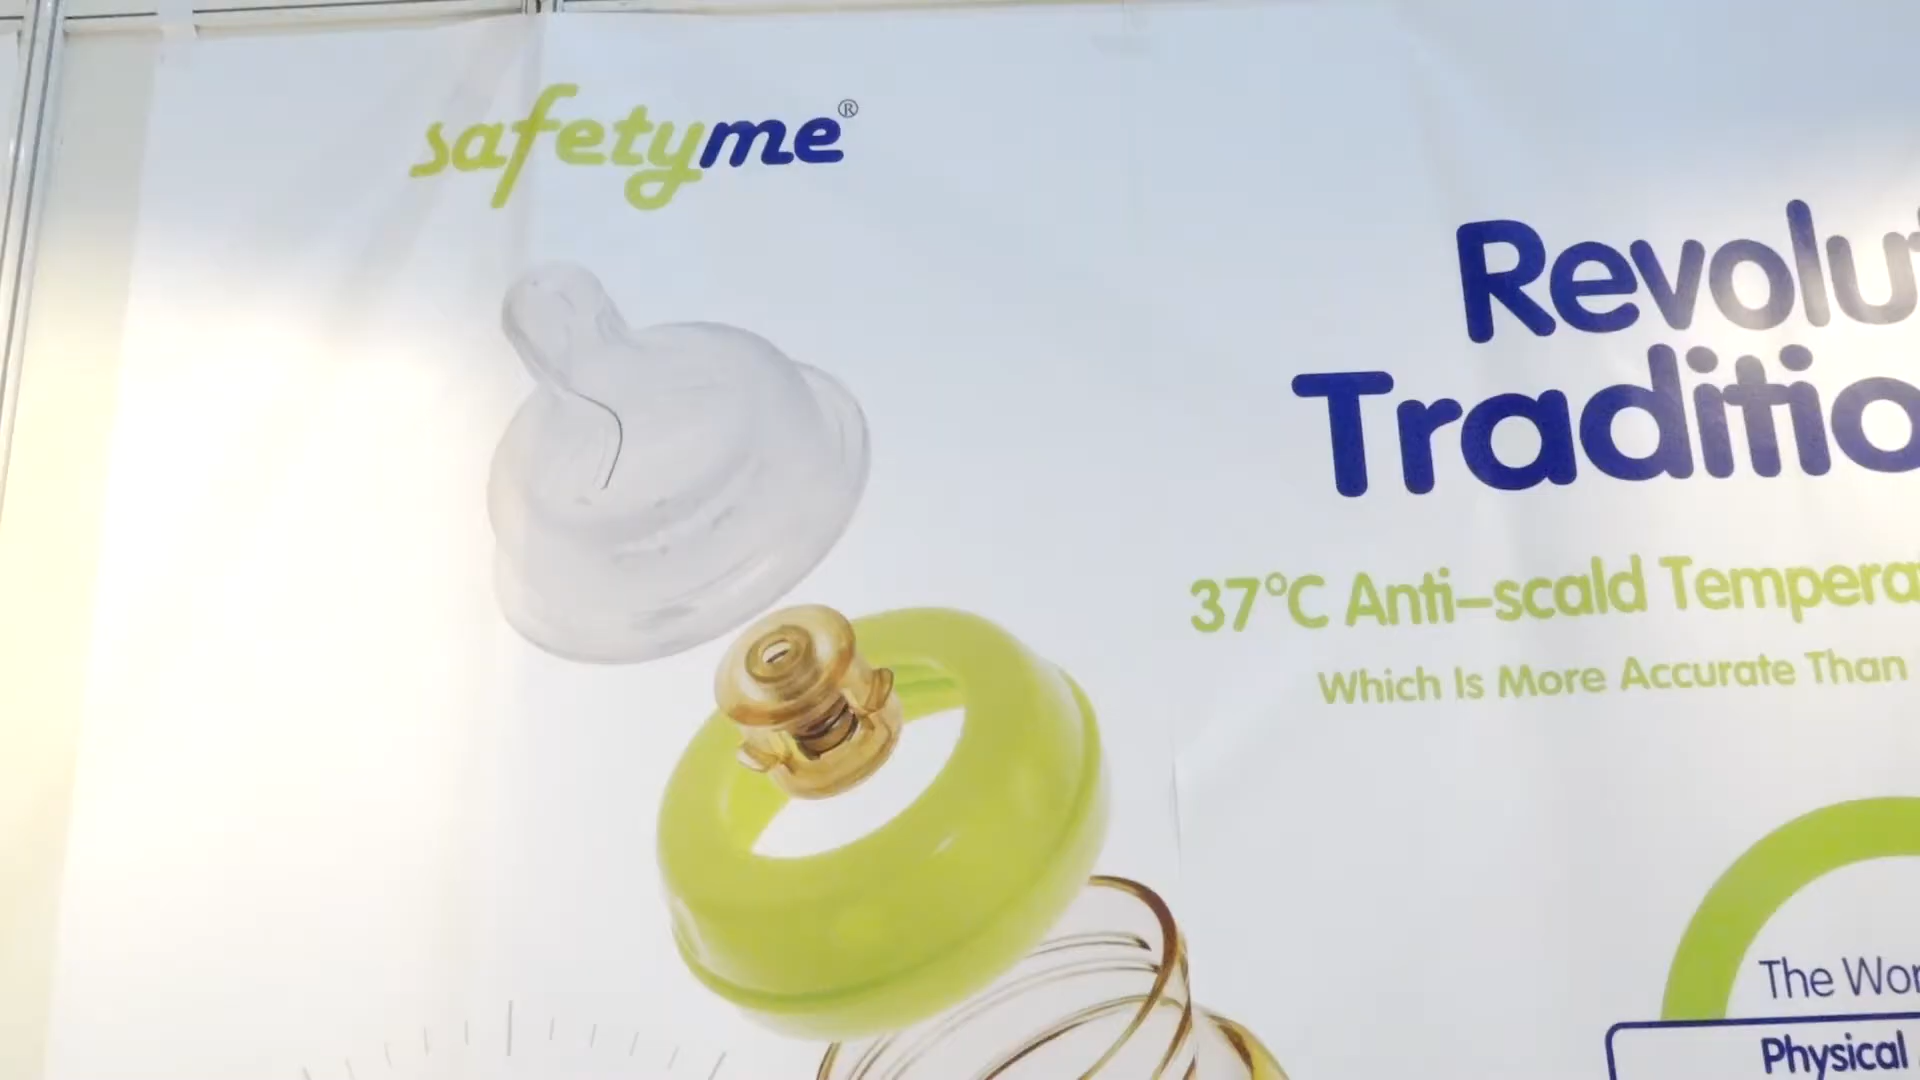 safetyme®
Revolu
Traditio
37°C Anti-scald Tempera
Which Is More Accurate Than
The Wor
Physical